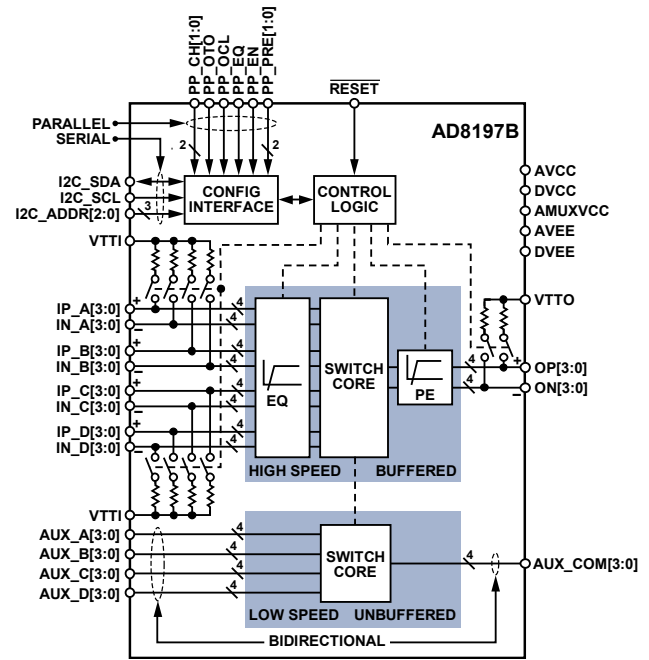 PP_CH[1:0]
PP_OTO
PP_OCL
PP_EQ
PP_EN
PP_PRE[1:0]
RESET
PARALLEL
SERIAL
AD8197B
2
2
I2C_SDA
I2C_SCL
I2C_ADDR[2:0]
3
CONFIG
INTERFACE
CONTROL
LOGIC
AVCC
DVCC
AMUXVCC
AVEE
DVEE
VTTI
VTTO
IP_A[3:0]
+
4
IN_A[3:0]
–
4
IP_B[3:0]
+
4
IN_B[3:0]
–
4
IP_C[3:0]
+
4
IN_C[3:0]
–
4
IP_D[3:0]
+
4
IN_D[3:0]
–
4
EQ
SWITCH
CORE
PE
4
+
OP[3:0]
4
–
ON[3:0]
HIGH SPEED
BUFFERED
VTTI
AUX_A[3:0]
4
AUX_B[3:0]
4
AUX_C[3:0]
4
AUX_D[3:0]
4
SWITCH
CORE
4
AUX_COM[3:0]
LOW SPEED
UNBUFFERED
BIDIRECTIONAL